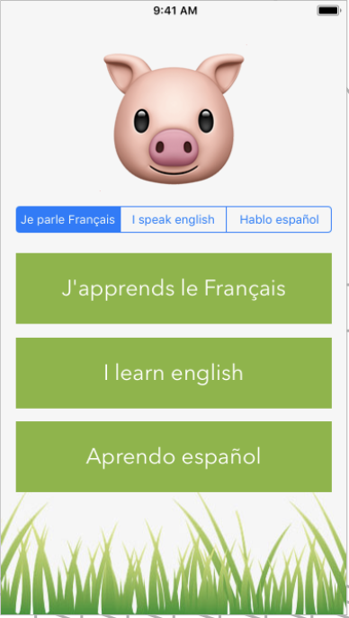 9:41 AM
Je parle Français
I speak english
Hablo español
J'apprends le Français
I learn english
Aprendo español